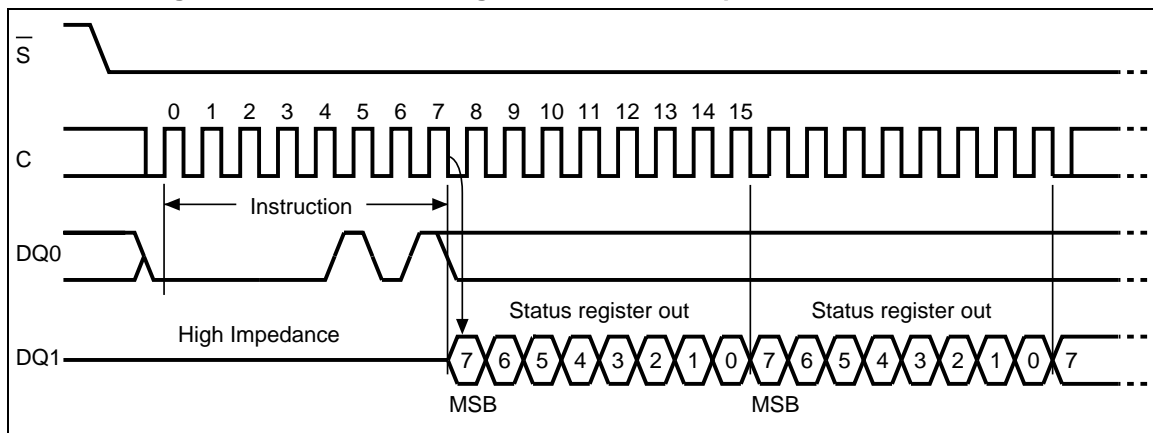 S
0 1 2 3 4 5 6 7 8 9 10 11 12 13 14 15
C
Instruction
DQ0
Status register out Status register out
High Impedance
DQ1 7 6 5 4 3 2 1 0 7 6 5 4 3 2 1 0 7
MSB MSB